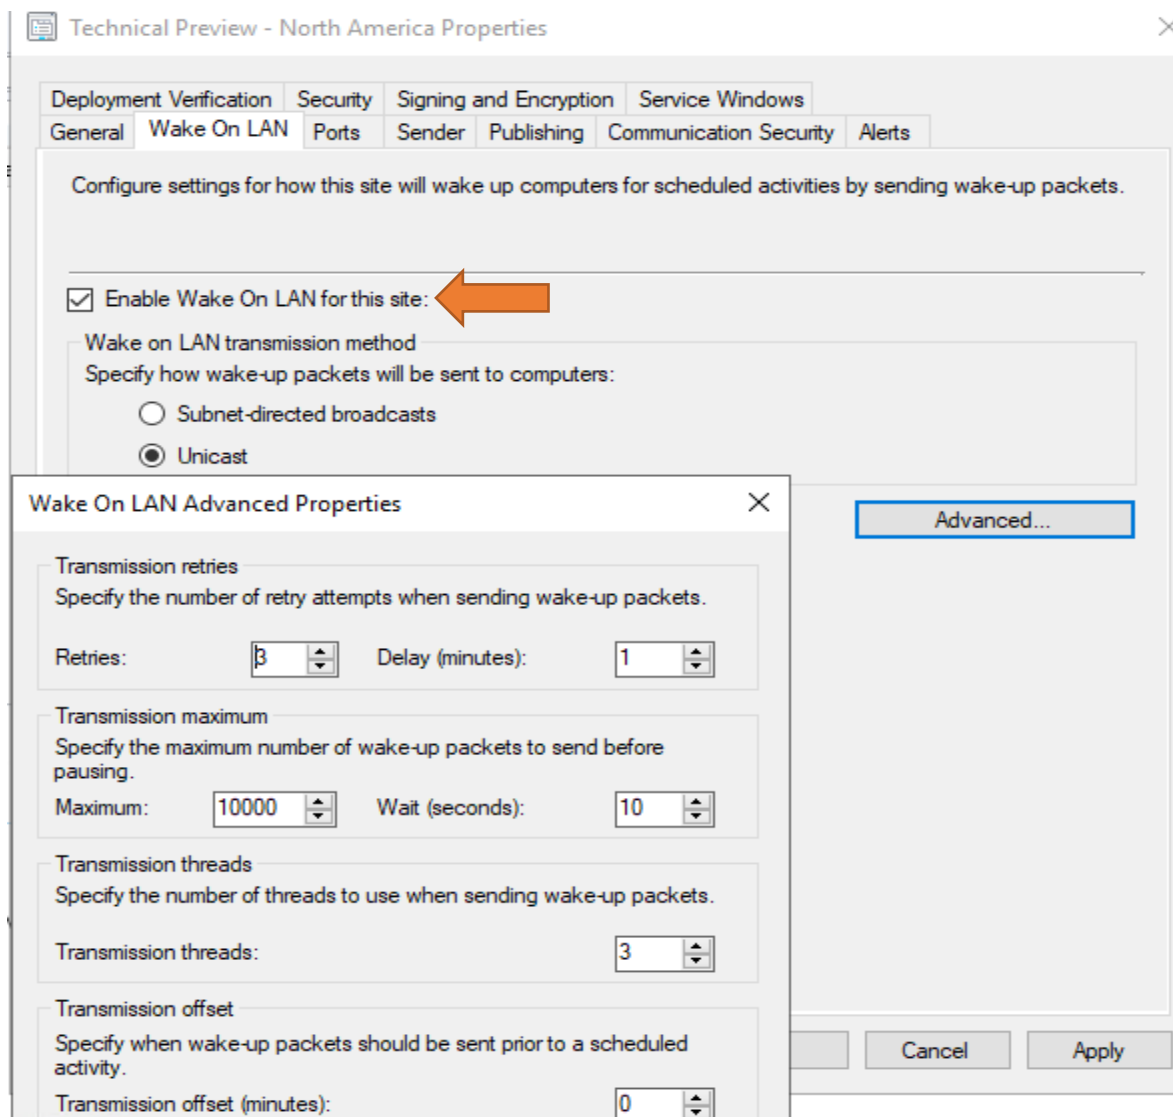 Technical Preview - North America Properties
Deployment Verification Security Signing and Encryption Service Windows
General Wake On LAN Ports Sender Publishing Communication Security Alerts
Configure settings for how this site will wake up computers for scheduled activities by sending wake-up packets.
Enable Wake On LAN for this site:
Wake on LAN transmission method
Specify how wake-up packets will be sent to computers:
Subnet-directed broadcasts
Unicast
Wake On LAN Advanced Properties
Advanced...
Transmission retries
Specify the number of retry attempts when sending wake-up packets.
Retries: 3 Delay (minutes): 1
Transmission maximum
Specify the maximum number of wake-up packets to send before
pausing.
Maximum: 10000 Wait (seconds): 10
Transmission threads
Specify the number of threads to use when sending wake-up packets.
Transmission threads: 3
Transmission offset
Specify when wake-up packets should be sent prior to a scheduled
activity.
Cancel Apply
Transmission offset (minutes): 0